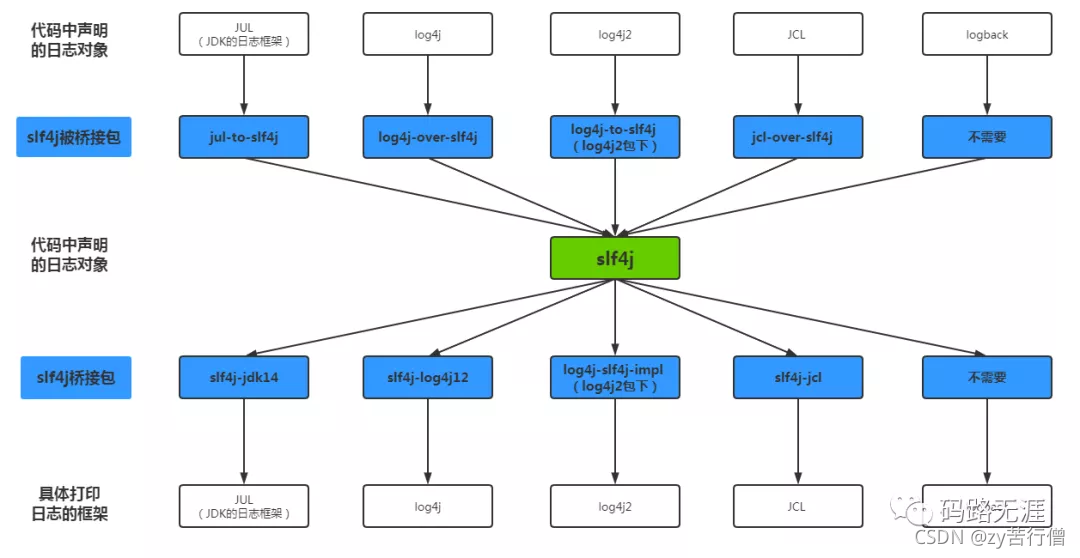 代码中声明
的日志对象
JUL
（JDK的日志框架）
log4j
log4j2
JCL
logback
slf4j被桥接包
jul-to-slf4j
log4j-over-slf4j
log4j-to-slf4j
（log4j2包下）
jcl-over-slf4j
不需要
代码中声明
的日志对象
slf4j
slf4j桥接包
slf4j-jdk14
slf4j-log4j12
log4j-slf4j-impl
（log4j2包下）
slf4j-jcl
不需要
具体打印
日志的框架
JUL
（JDK的日志框架）
log4j
log4j2
JCL
码路无涯
CSDN @zy苦行僧